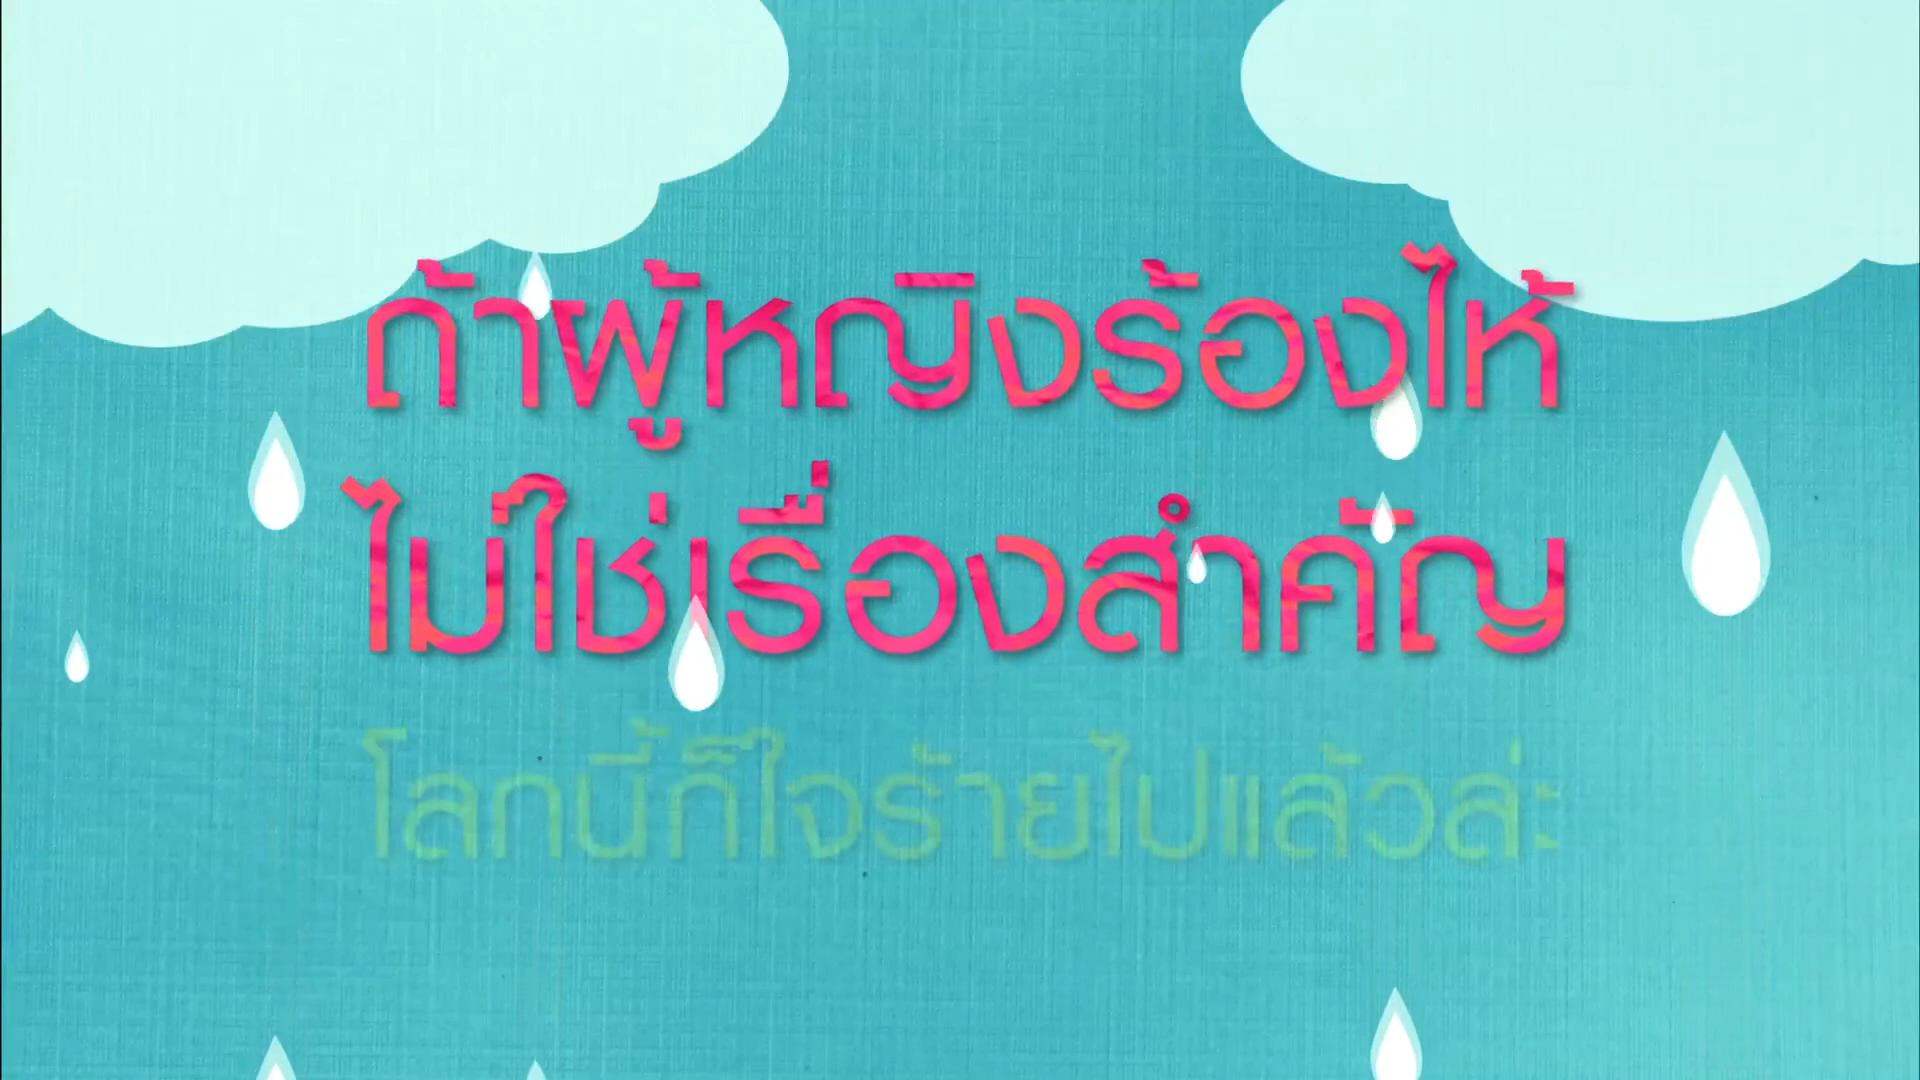 ถ้าผู้หญิงร้องไห้
ไม่ใช่เรื่องสำคัญ
โลกนี้ก็ใจร้ายไปแล้วล่ะ